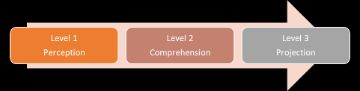 Level 1
Perception
Level 2
Comprehension
Level 3
Projection